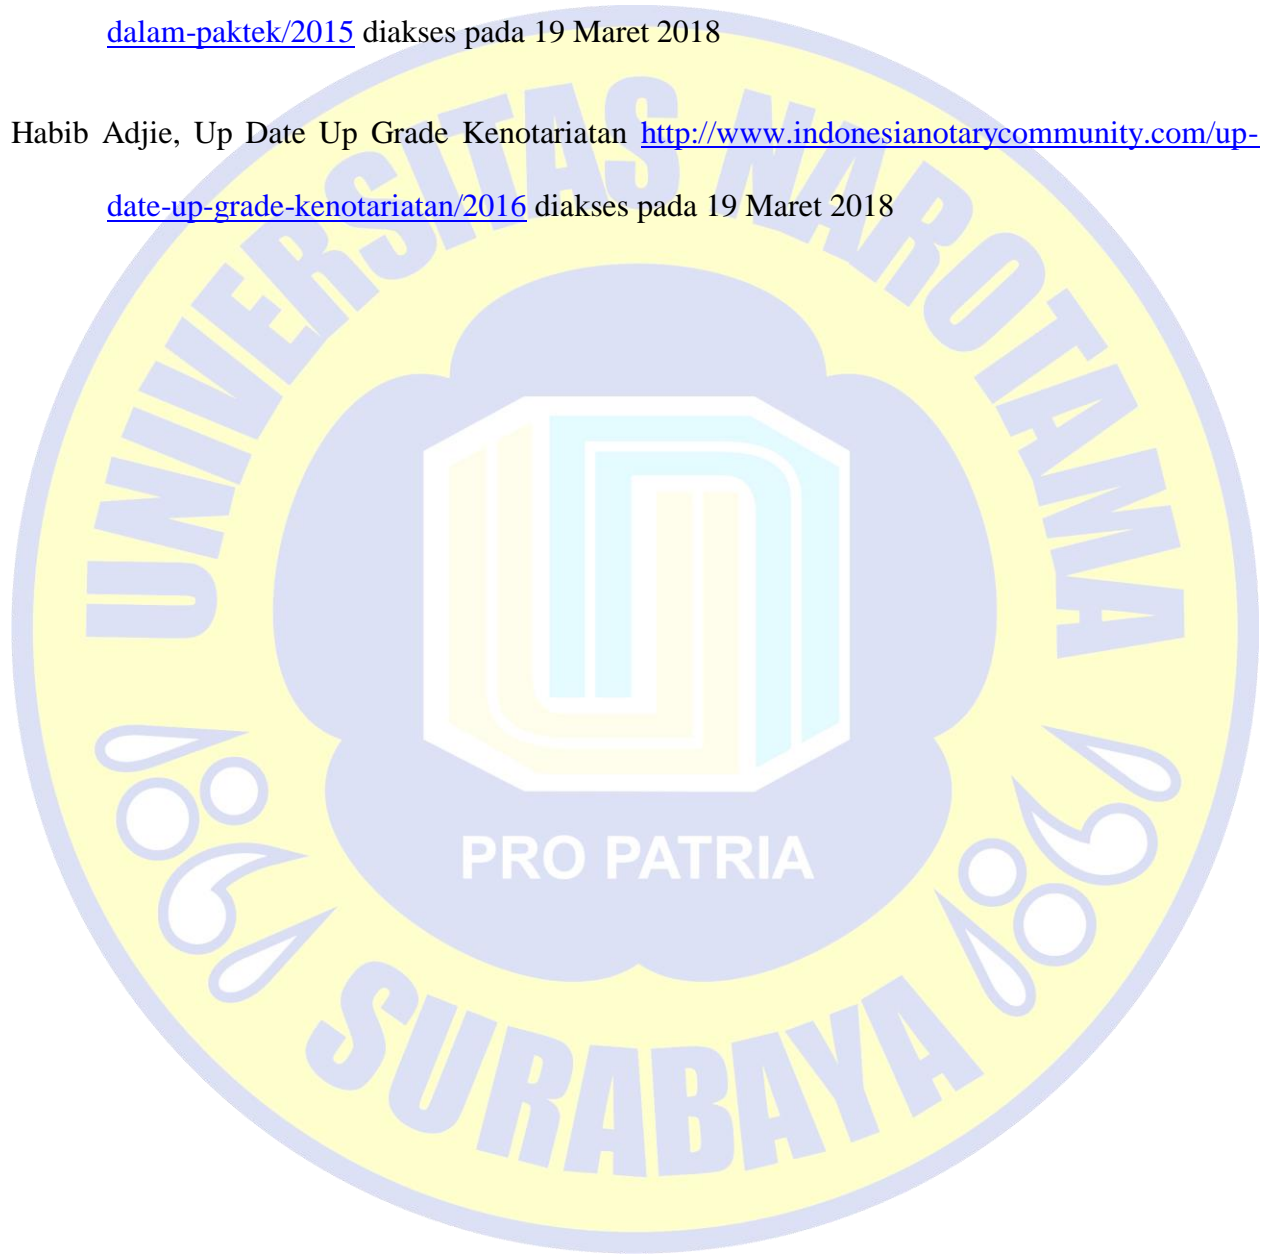 dalam-paktek/2015 diakses pada 19 Maret 2018
Habib Adjie, Up Date Up Grade Kenotariatan http://www.indonesianotarycommunity.com/up-
date-up-grade-kenotariatan/2016 diakses pada 19 Maret 2018
UNIVERSITAS NAROTAMA
PRO PATRIA
SURABAYA